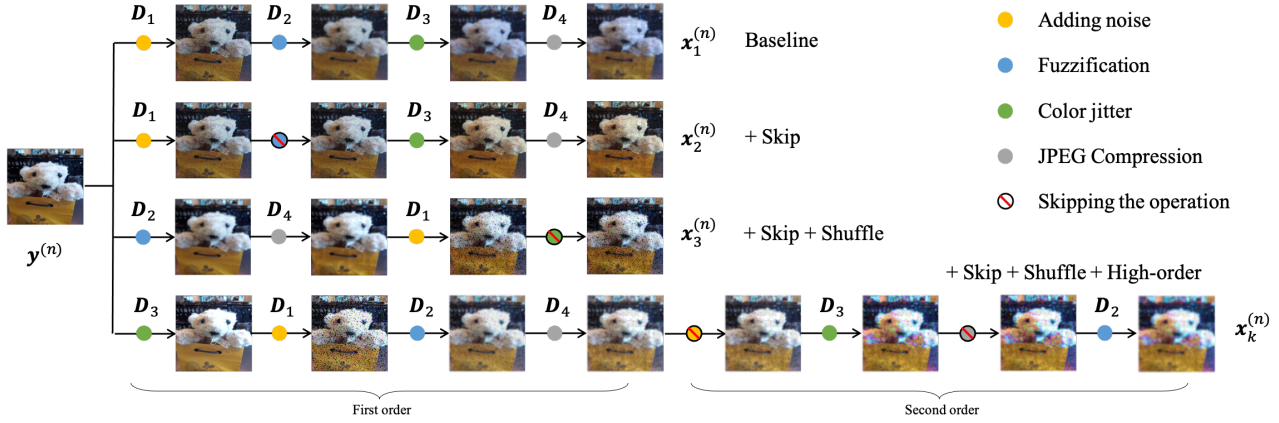 D₁ D₂ D₃ D₄
x₁⁽ⁿ⁾ Baseline
D₁ D₃ D₄
x₂⁽ⁿ⁾ + Skip
y⁽ⁿ⁾
D₂ D₄ D₁
x₃⁽ⁿ⁾ + Skip + Shuffle
+ Skip + Shuffle + High-order
D₃ D₁ D₂ D₄ D₃ D₂
xₖ⁽ⁿ⁾
First order
Second order
Adding noise
Fuzzification
Color jitter
JPEG Compression
Skipping the operation